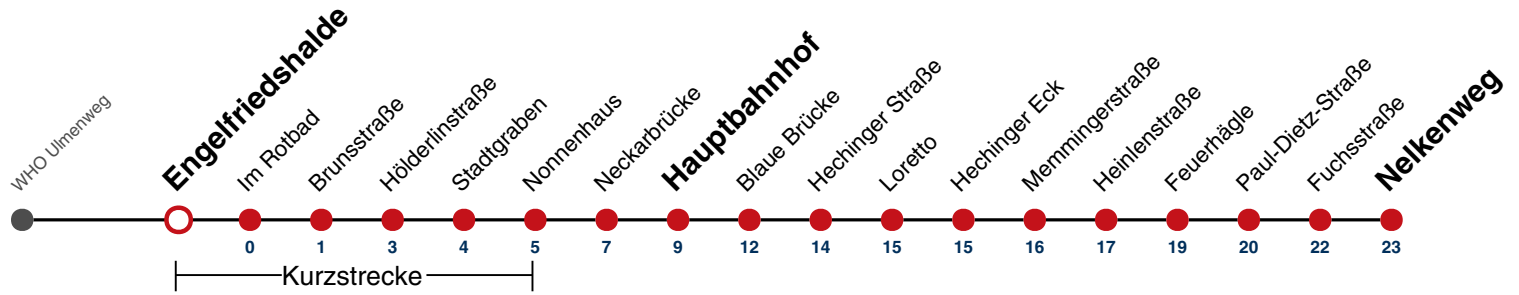 WHO Ulmenweg
Engelfriedshalde
Im Rotbad
Brunsstraße
Hölderlinstraße
Stadtgraben
Nonnenhaus
Neckarbrücke
Hauptbahnhof
Blaue Brücke
Hechinger Straße
Loretto
Hechinger Eck
Memmingerstraße
Heinlenstraße
Feuerhägle
Paul-Dietz-Straße
Fuchsstraße
Nelkenweg
0 1 3 4 5 7 9 12 14 15 15 16 17 19 20 22 23
Kurzstrecke